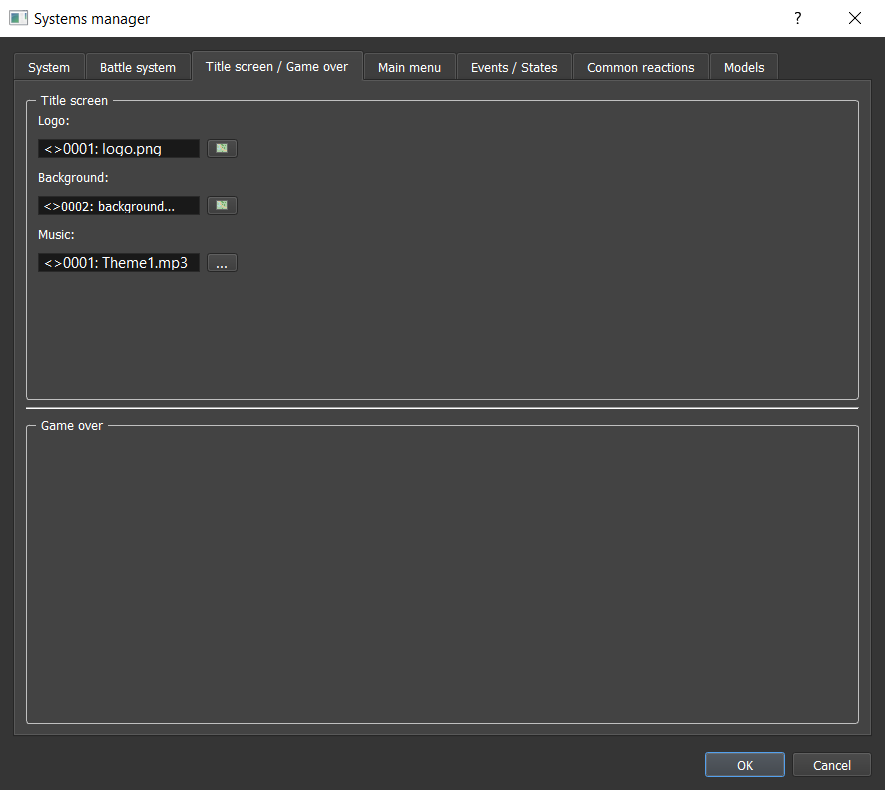 Systems manager ?
System Battle system Title screen / Game over Main menu Events / States Common reactions Models
Title screen
Logo:
<>0001: logo.png
Background:
<>0002: background...
Music:
<>0001: Theme1.mp3 ...
Game over
OK Cancel